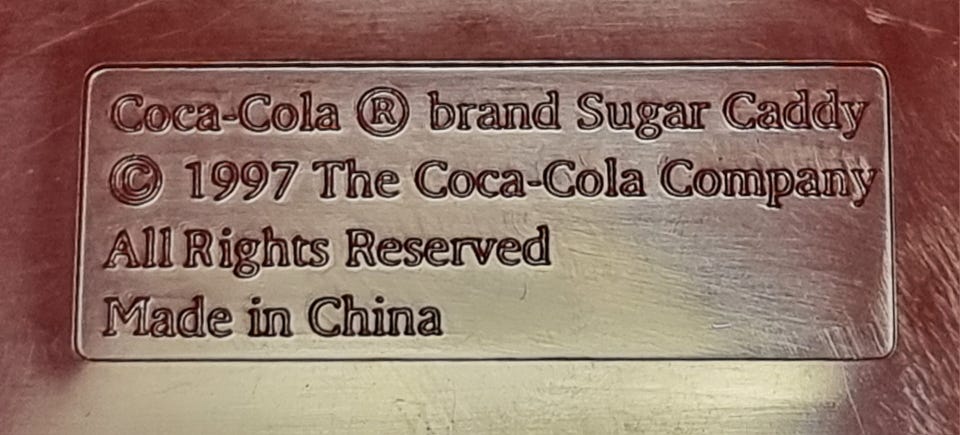 Coca-Cola ® brand Sugar Caddy
© 1997 The Coca-Cola Company
All Rights Reserved
Made in China